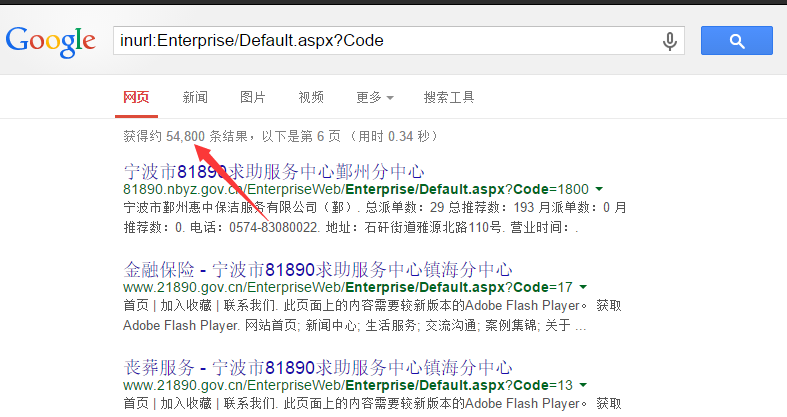 Google
inurl:Enterprise/Default.aspx?Code
网页 新闻 图片 视频 更多 搜索工具
获得约 54,800 条结果，以下是第 6 页 （用时 0.34 秒）
宁波市81890求助服务中心鄞州分中心
81890.nbyz.gov.cn/EnterpriseWeb/Enterprise/Default.aspx?Code=1800
宁波市鄞州惠中保洁服务有限公司（鄞）. 总派单数：29 总推荐数：193 月派单数：0 月
推荐数：0. 电话：0574-83080022. 地址：石矸街道雅源北路110号. 营业时间：.
金融保险 - 宁波市81890求助服务中心镇海分中心
www.21890.gov.cn/EnterpriseWeb/Enterprise/Default.aspx?Code=17
首页 | 加入收藏 | 联系我们. 此页面上的内容需要较新版本的Adobe Flash Player。 获取
Adobe Flash Player. 网站首页; 新闻中心; 生活服务; 交流沟通; 案例集锦; 关于 ...
丧葬服务 - 宁波市81890求助服务中心镇海分中心
www.21890.gov.cn/EnterpriseWeb/Enterprise/Default.aspx?Code=13
首页 | 加入收藏 | 联系我们. 此页面上的内容需要较新版本的Adobe Flash Player。 获取